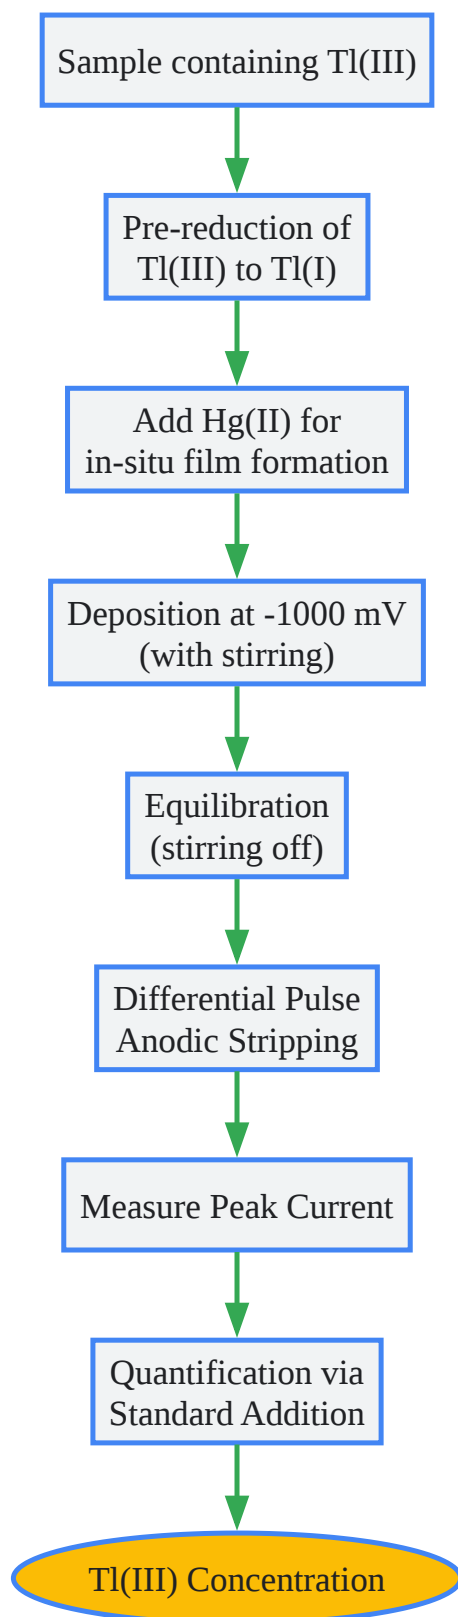 Sample containing Tl(III)
Pre-reduction of
Tl(III) to Tl(I)
Add Hg(II) for
in-situ film formation
Deposition at -1000 mV
(with stirring)
Equilibration
(stirring off)
Differential Pulse
Anodic Stripping
Measure Peak Current
Quantification via
Standard Addition
Tl(III) Concentration